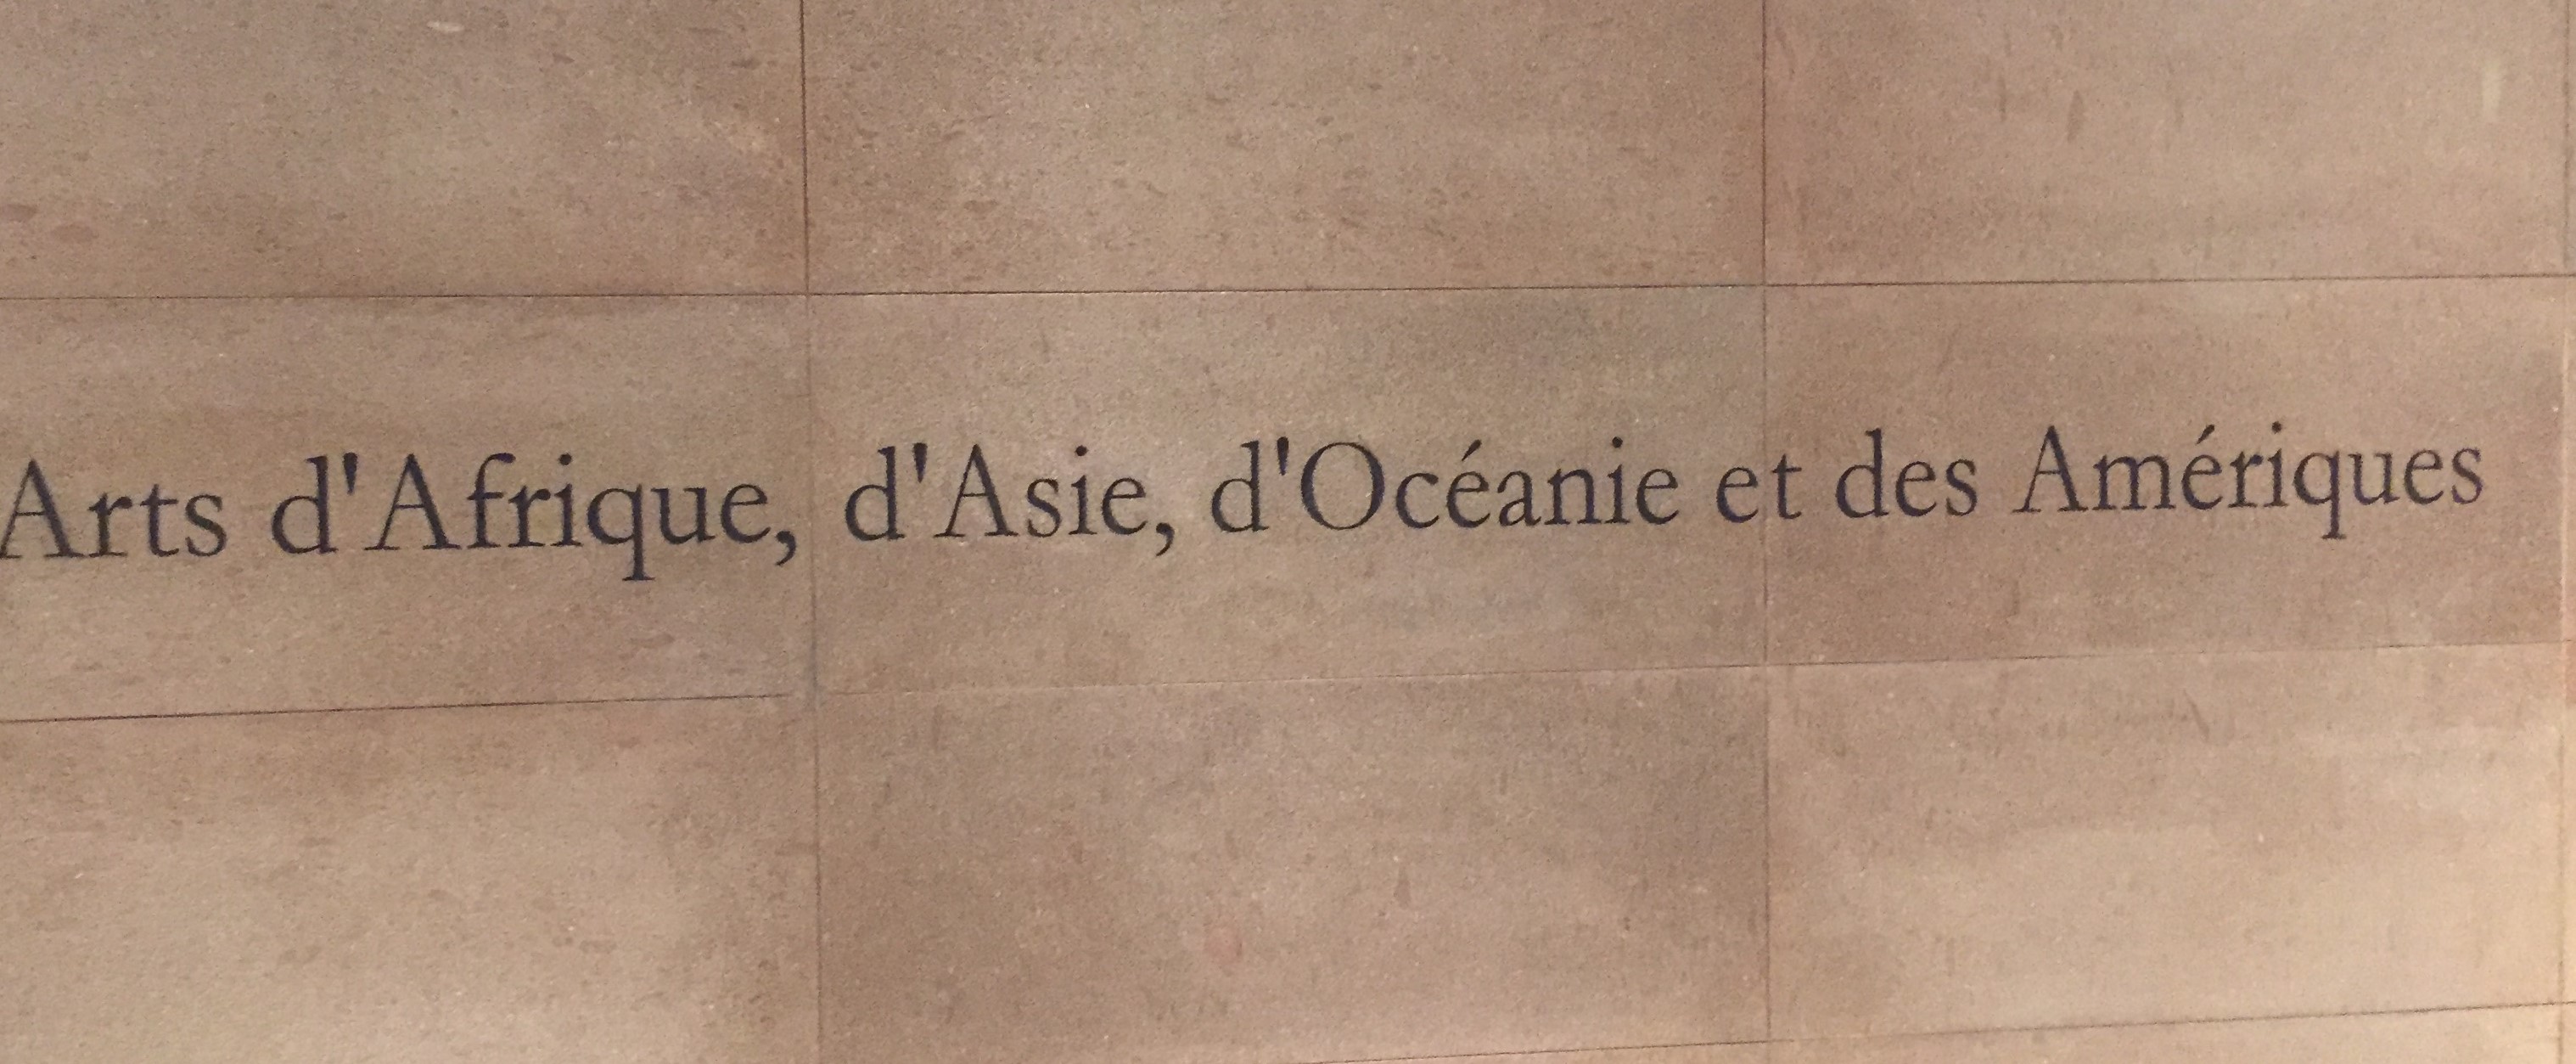 Arts d'Afrique, d'Asie, d'Océanie et des Amériques